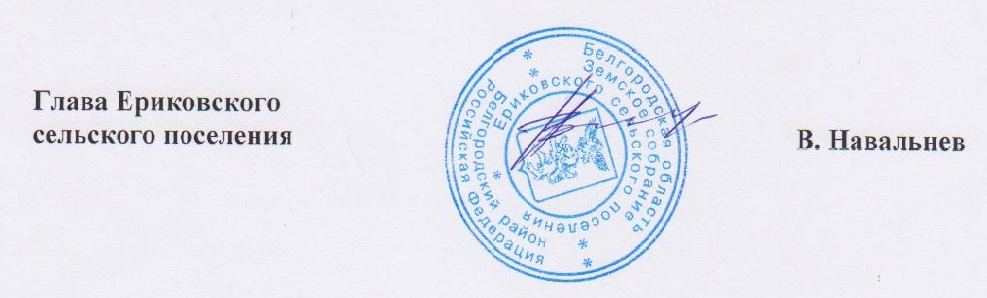 Глава Ериковского
сельского поселения
Российская Федерация * Белгородская область *
Белгородский район * Земское собрание *
Ериковского сельского поселения
В. Навальнев